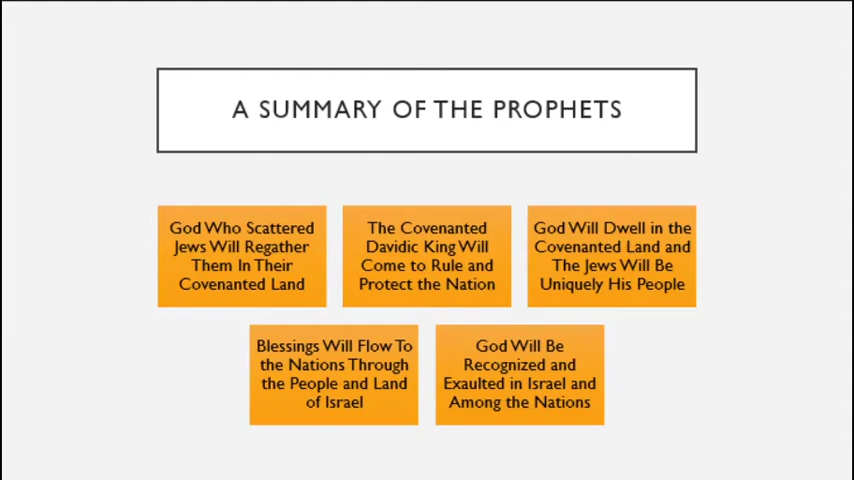 A SUMMARY OF THE PROPHETS
God Who Scattered
Jews Will Regather
Them In Their
Covenanted Land
The Covenanted
Davidic King Will
Come to Rule and
Protect the Nation
God Will Dwell in the
Covenanted Land and
The Jews Will Be
Uniquely His People
Blessings Will Flow To
the Nations Through
the People and Land
of Israel
God Will Be
Recognized and
Exaulted in Israel and
Among the Nations